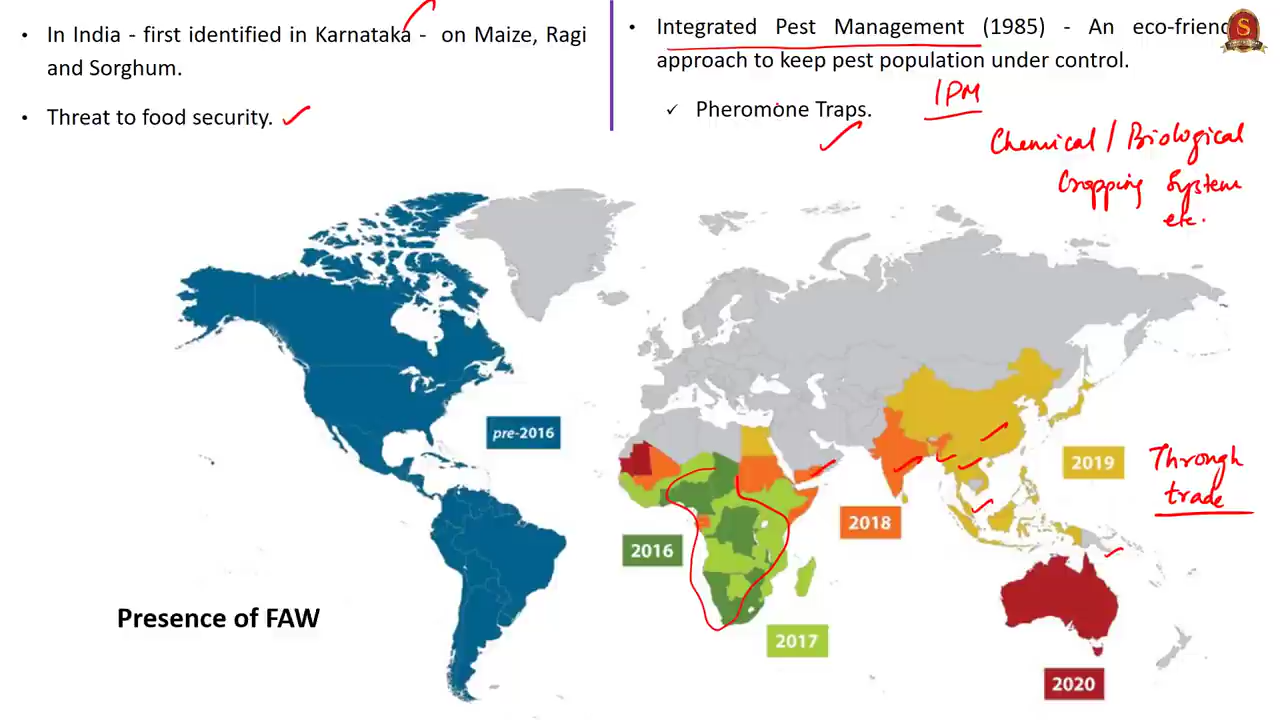 • In India - first identified in Karnataka - on Maize, Ragi
and Sorghum.
• Threat to food security.
• Integrated Pest Management (1985) - An eco-friend
approach to keep pest population under control.
✓ Pheromone Traps.
IPM
Chemical / Biological
Cropping System
etc.
S
pre-2016
2019
Through
trade
2018
2016
Presence of FAW
2017
2020